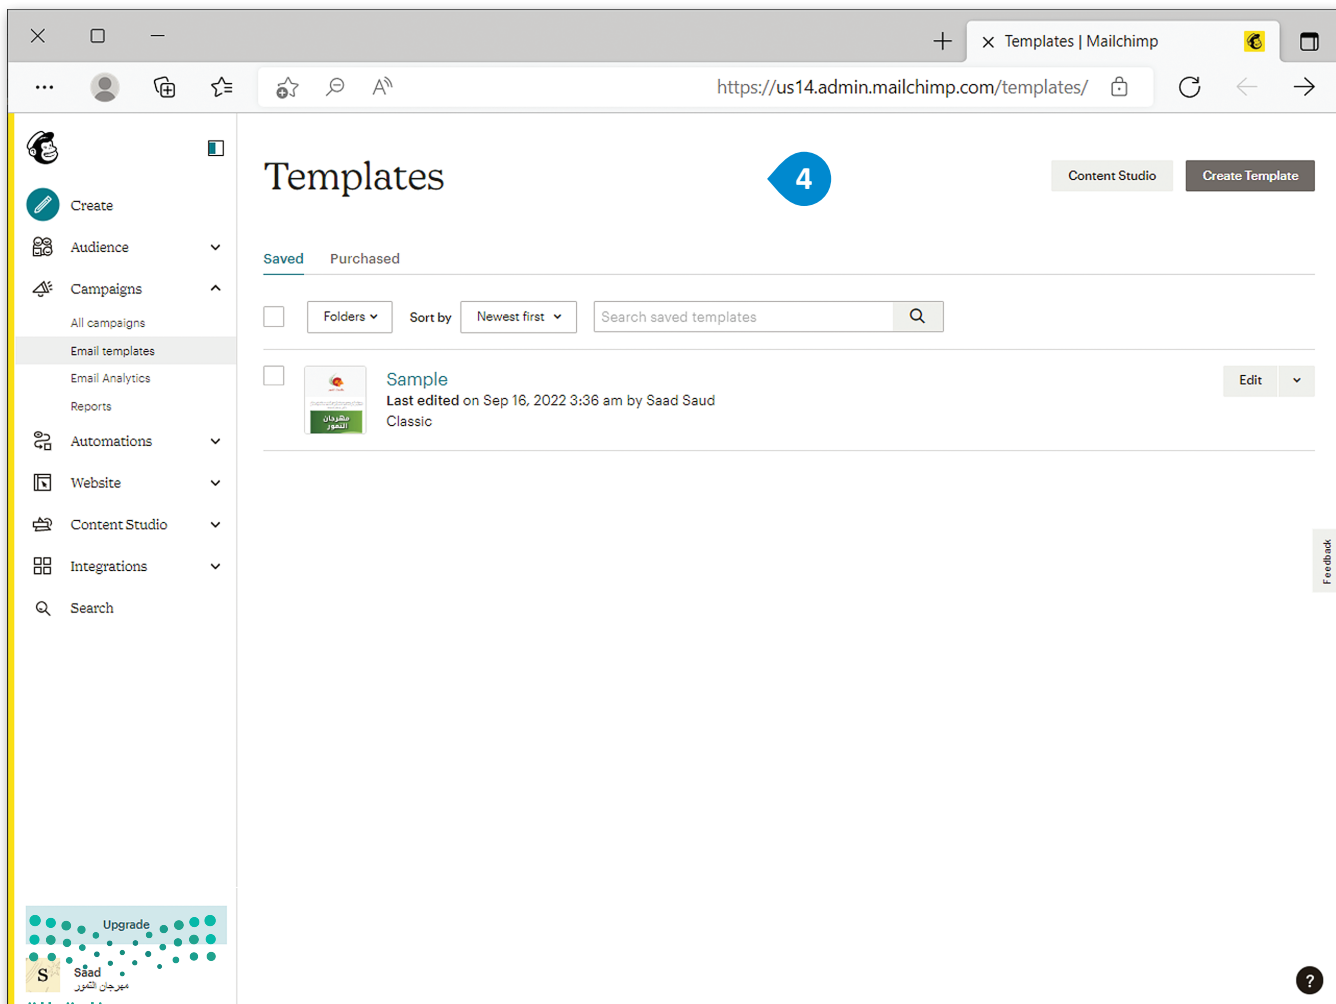 Templates | Mailchimp
https://us14.admin.mailchimp.com/templates/
Create
Audience
Campaigns
All campaigns
Email templates
Email Analytics
Reports
Automations
Website
Content Studio
Integrations
Search
Upgrade
S
Saad
مهرجان التمور
Templates
4
Content Studio
Create Template
Saved
Purchased
Folders
Sort by
Newest first
Search saved templates
مهرجان
التمور
Sample
Last edited on Sep 16, 2022 3:36 am by Saad Saud
Classic
Edit
Feedback
?